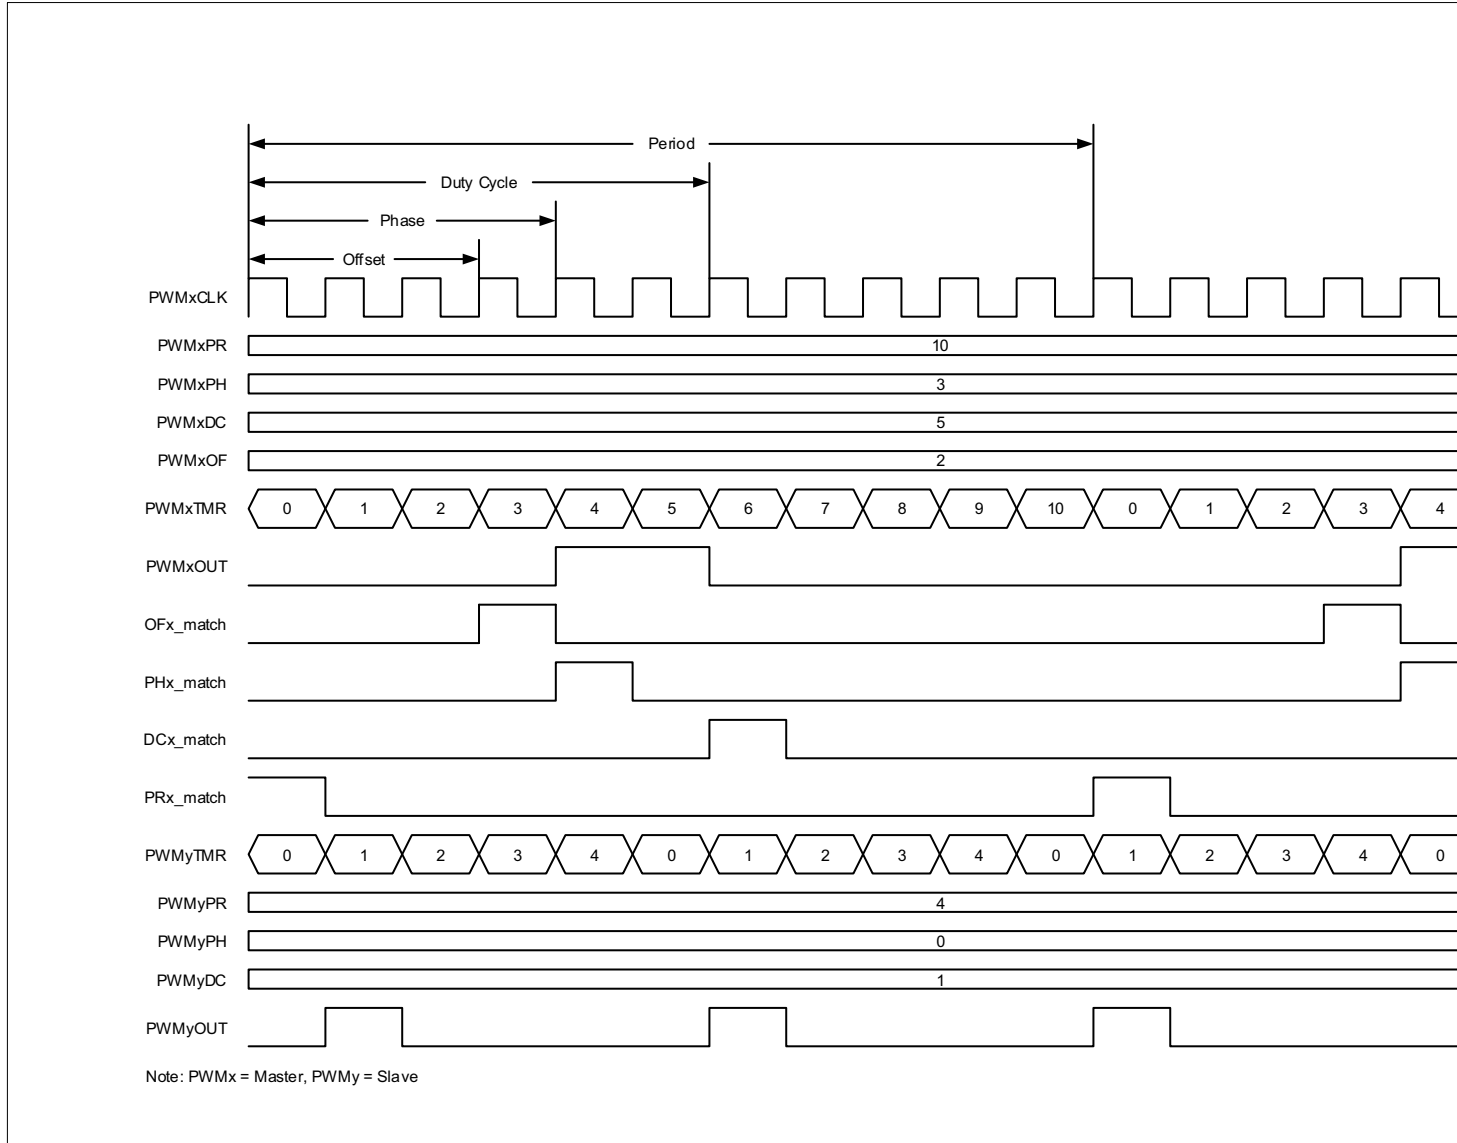 Period
Duty Cycle
Phase
Offset
PWMxCLK
PWMxPR 10
PWMxPH 3
PWMxDC 5
PWMxOF 2
PWMxTMR 0 1 2 3 4 5 6 7 8 9 10 0 1 2 3 4
PWMxOUT
OFx_match
PHx_match
DCx_match
PRx_match
PWMyTMR 0 1 2 3 4 0 1 2 3 4 0 1 2 3 4 0
PWMyPR 4
PWMyPH 0
PWMyDC 1
PWMyOUT
Note: PWMx = Master, PWMy = Slave